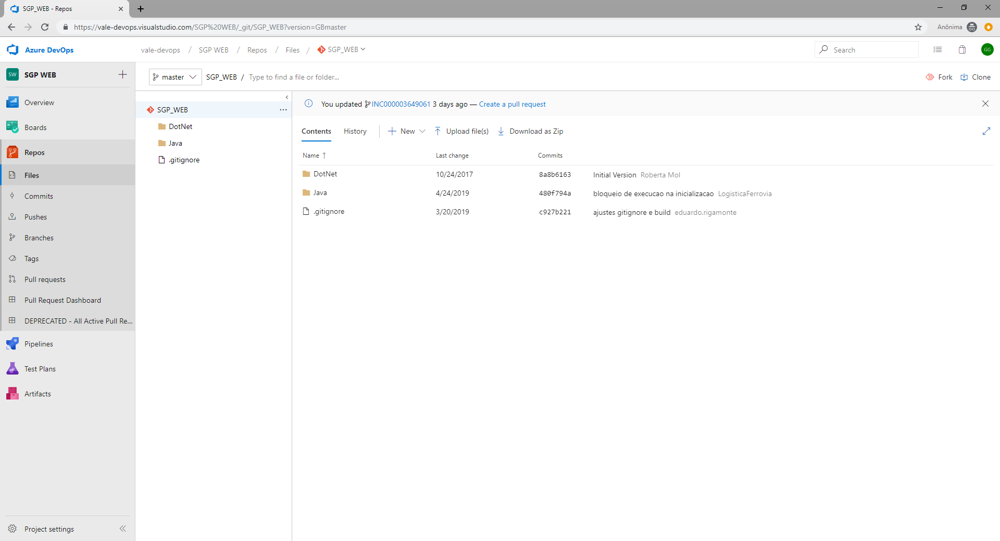 SGP_WEB - Repos
https://vale-devops.visualstudio.com/SGP%20WEB/_git/SGP_WEB?version=GBmaster
Anônima
Azure DevOps
vale-devops / SGP WEB / Repos / Files / SGP_WEB
Search
GG
SW SGP WEB
master SGP_WEB / Type to find a file or folder...
Fork Clone
Overview
Boards
Repos
Files
Commits
Pushes
Branches
Tags
Pull requests
Pull Request Dashboard
DEPRECATED - All Active Pull Re...
Pipelines
Test Plans
Artifacts
Project settings
SGP_WEB ...
DotNet
Java
.gitignore
You updated INC000003649061 3 days ago — Create a pull request
Contents History New Upload file(s) Download as Zip
Name ↑ Last change Commits
DotNet 10/24/2017 8a8b6163 Initial Version Roberta Mol
Java 4/24/2019 480f794a bloqueio de execucao na inicializacao LogisticaFerrovia
.gitignore 3/20/2019 c927b221 ajustes gitignore e build eduardo.rigamonte